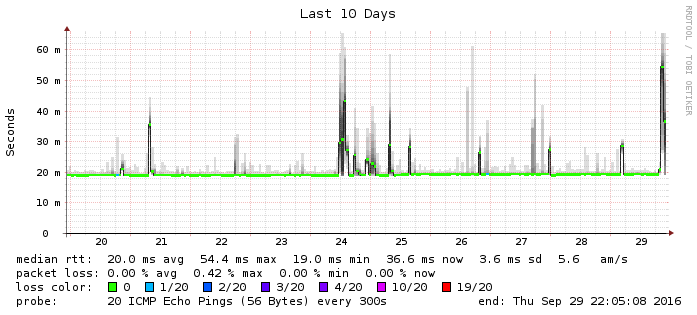 Last 10 Days
RRDTOOL / TOBI OETIKER
Seconds
60 m
50 m
40 m
30 m
20 m
10 m
0
20 21 22 23 24 25 26 27 28 29
median rtt: 20.0 ms avg 54.4 ms max 19.0 ms min 36.6 ms now 3.6 ms sd 5.6 am/s
packet loss: 0.00 % avg 0.42 % max 0.00 % min 0.00 % now
loss color: 0 1/20 2/20 3/20 4/20 10/20 19/20
probe: 20 ICMP Echo Pings (56 Bytes) every 300s end: Thu Sep 29 22:05:08 2016